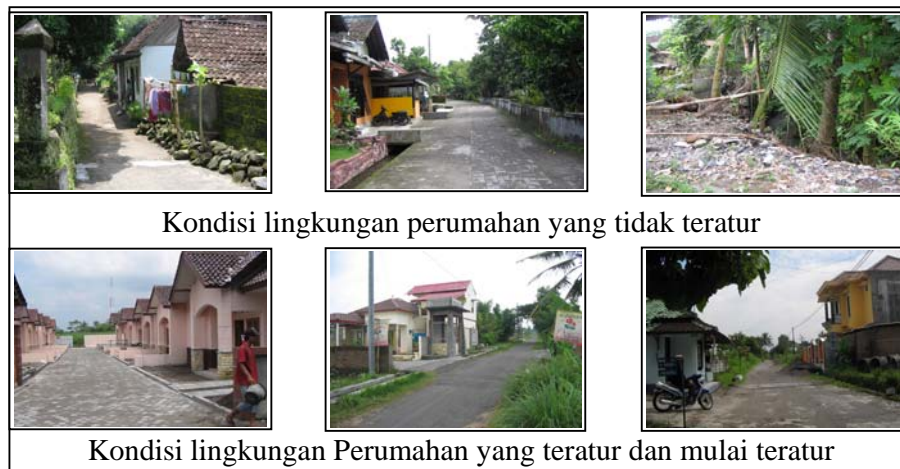 Kondisi lingkungan perumahan yang tidak teratur
Kondisi lingkungan Perumahan yang teratur dan mulai teratur